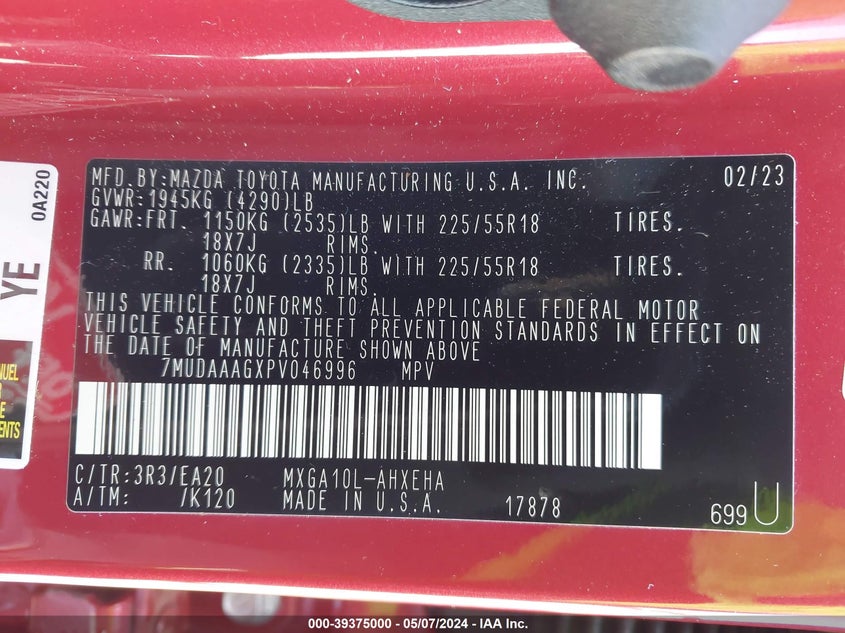 MFD.BY:MAZDA TOYOTA MANUFACTURING U.S.A. INC. 02/23
GVWR:1945KG (4290)LB
GAWR:FRT. 1150KG (2535)LB WITH 225/55R18 TIRES.
18X7J RIMS.
RR. 1060KG (2335)LB WITH 225/55R18 TIRES.
18X7J RIMS.
THIS VEHICLE CONFORMS TO ALL APPLICABLE FEDERAL MOTOR
VEHICLE SAFETY AND THEFT PREVENTION STANDARDS IN EFFECT ON
THE DATE OF MANUFACTURE SHOWN ABOVE
7MUDAAAGXPV046996 MPV
C/TR:3R3/EA20 MXGA10L-AHXEHA
A/TM: /K120 MADE IN U.S.A. 17878 699U
0A220
YE
ENTS
000-39375000 - 05/07/2024 - IAA Inc.